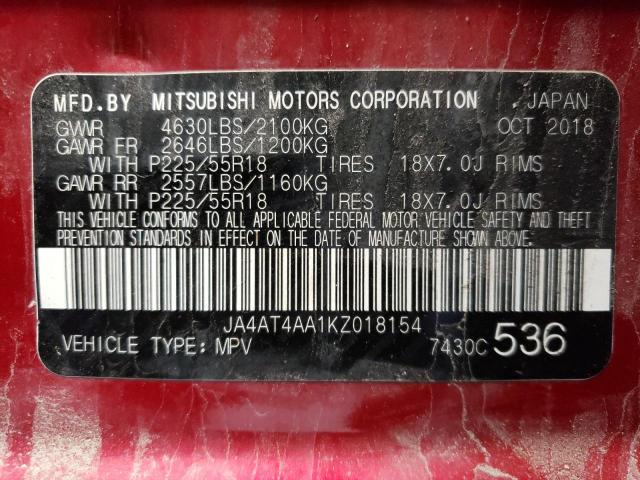 MFD.BY MITSUBISHI MOTORS CORPORATION . JAPAN
GVWR 4630LBS/2100KG OCT 2018
GAWR FR 2646LBS/1200KG
WITH P225/55R18 TIRES 18X7.0J RIMS
GAWR RR 2557LBS/1160KG
WITH P225/55R18 TIRES 18X7.0J RIMS
THIS VEHICLE CONFORMS TO ALL APPLICABLE FEDERAL MOTOR VEHICLE SAFETY AND THEFT
PREVENTION STANDARDS IN EFFECT ON THE DATE OF MANUFACTURE SHOWN ABOVE.
JA4AT4AA1KZ018154
VEHICLE TYPE: MPV 7430C 536